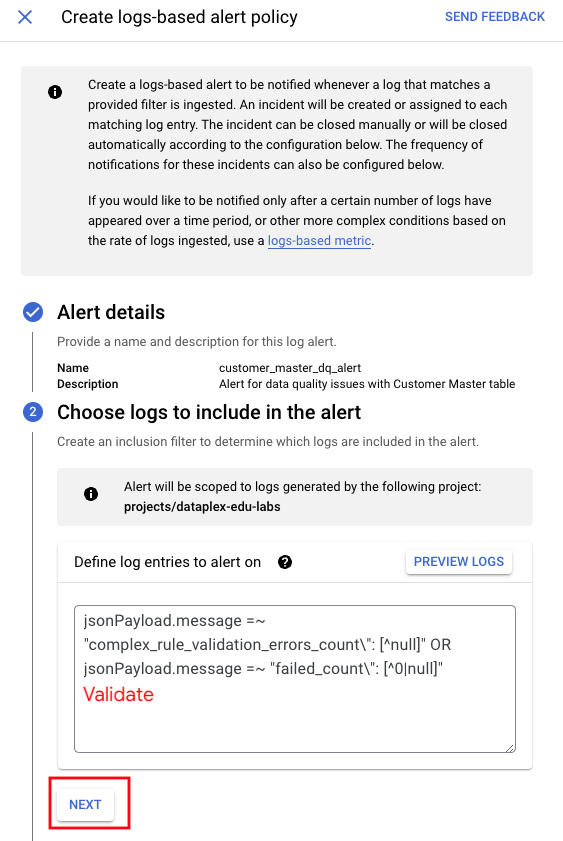 Create logs-based alert policy
SEND FEEDBACK
Create a logs-based alert to be notified whenever a log that matches a
provided filter is ingested. An incident will be created or assigned to each
matching log entry. The incident can be closed manually or will be closed
automatically according to the configuration below. The frequency of
notifications for these incidents can also be configured below.
If you would like to be notified only after a certain number of logs have
appeared over a time period, or other more complex conditions based on
the rate of logs ingested, use a logs-based metric.
Alert details
Provide a name and description for this log alert.
Name customer_master_dq_alert
Description Alert for data quality issues with Customer Master table
2 Choose logs to include in the alert
Create an inclusion filter to determine which logs are included in the alert.
Alert will be scoped to logs generated by the following project:
projects/dataplex-edu-labs
Define log entries to alert on
PREVIEW LOGS
jsonPayload.message =~
"complex_rule_validation_errors_count\": [^null]" OR
jsonPayload.message =~ "failed_count\": [^0|null]"
Validate
NEXT